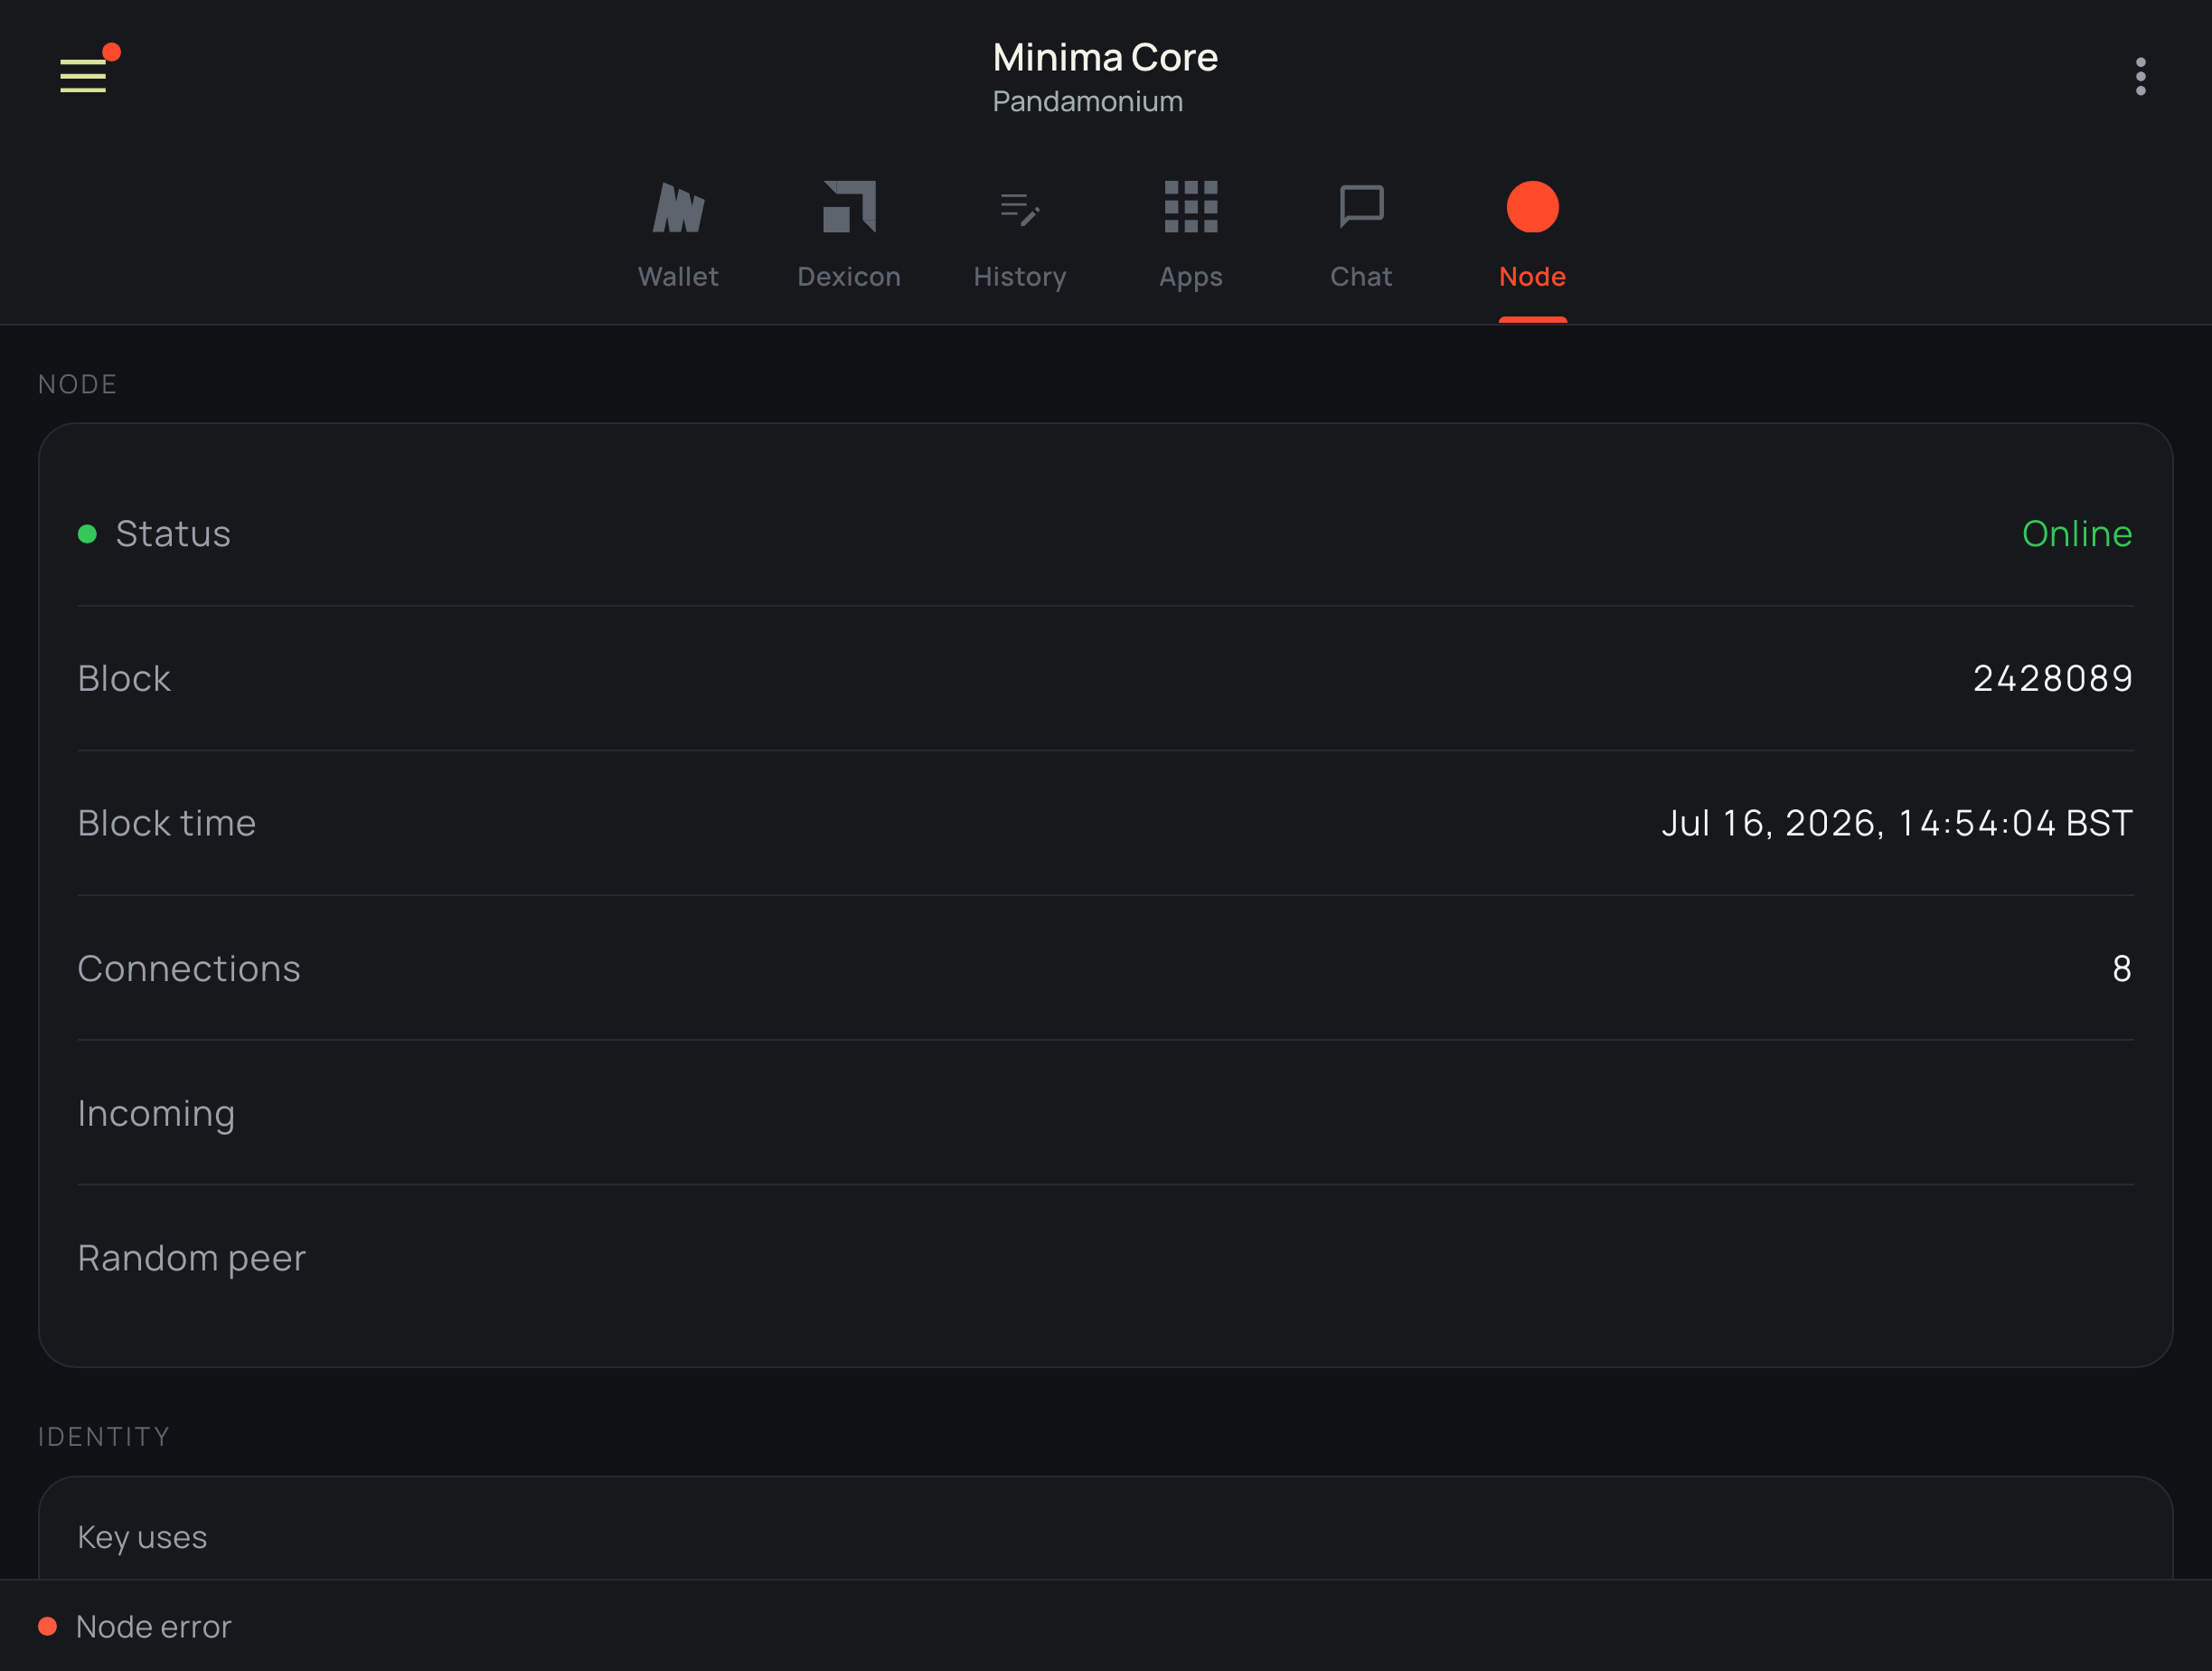 Minima Core
Pandamonium
Wallet
Dexicon
History
Apps
Chat
Node
NODE
Status
Online
Block
2428089
Block time
Jul 16, 2026, 14:54:04 BST
Connections
8
Incoming
Random peer
IDENTITY
Key uses
Node error